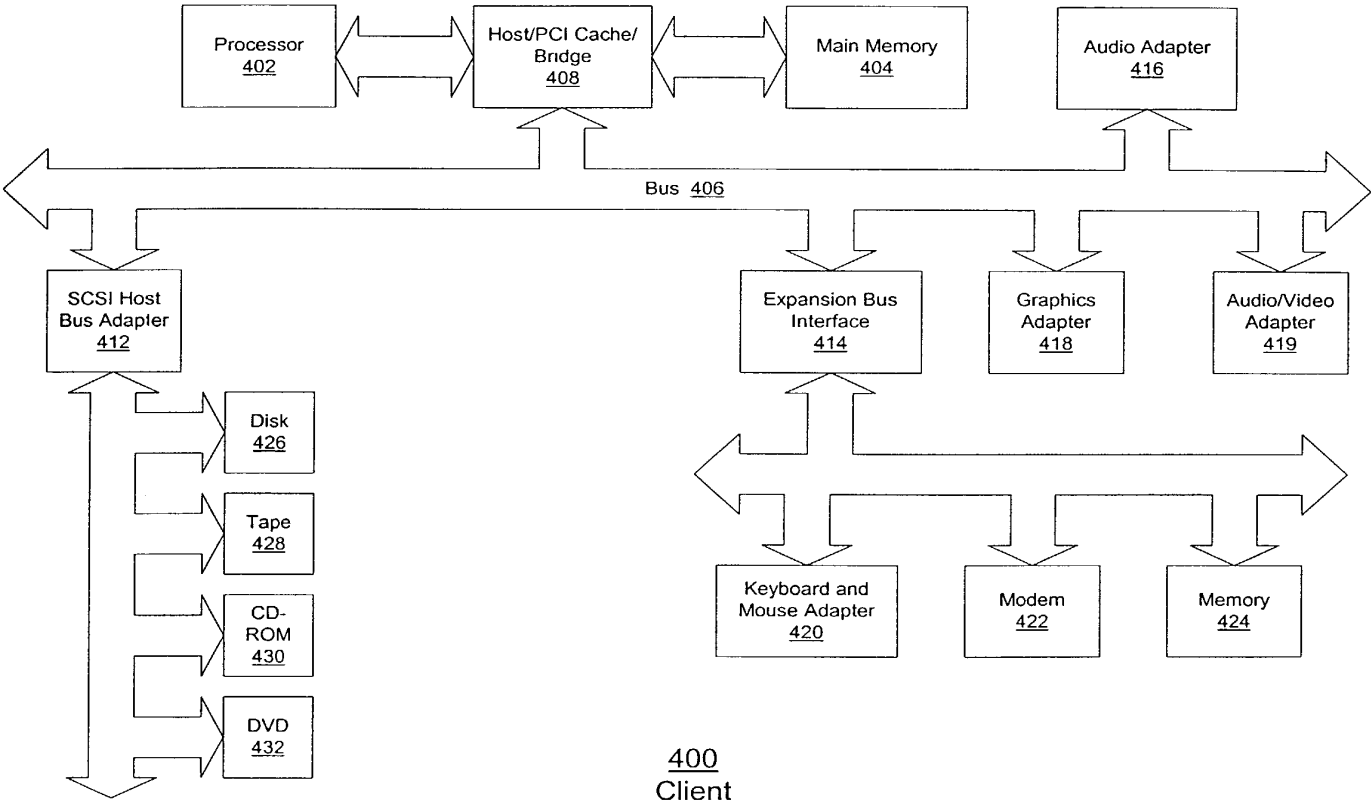 Processor
402
Host/PCI Cache/
Bridge
408
Main Memory
404
Audio Adapter
416
Bus 406
SCSI Host
Bus Adapter
412
Expansion Bus
Interface
414
Graphics
Adapter
418
Audio/Video
Adapter
419
Disk
426
Tape
428
CD-
ROM
430
DVD
432
Keyboard and
Mouse Adapter
420
Modem
422
Memory
424
400
Client